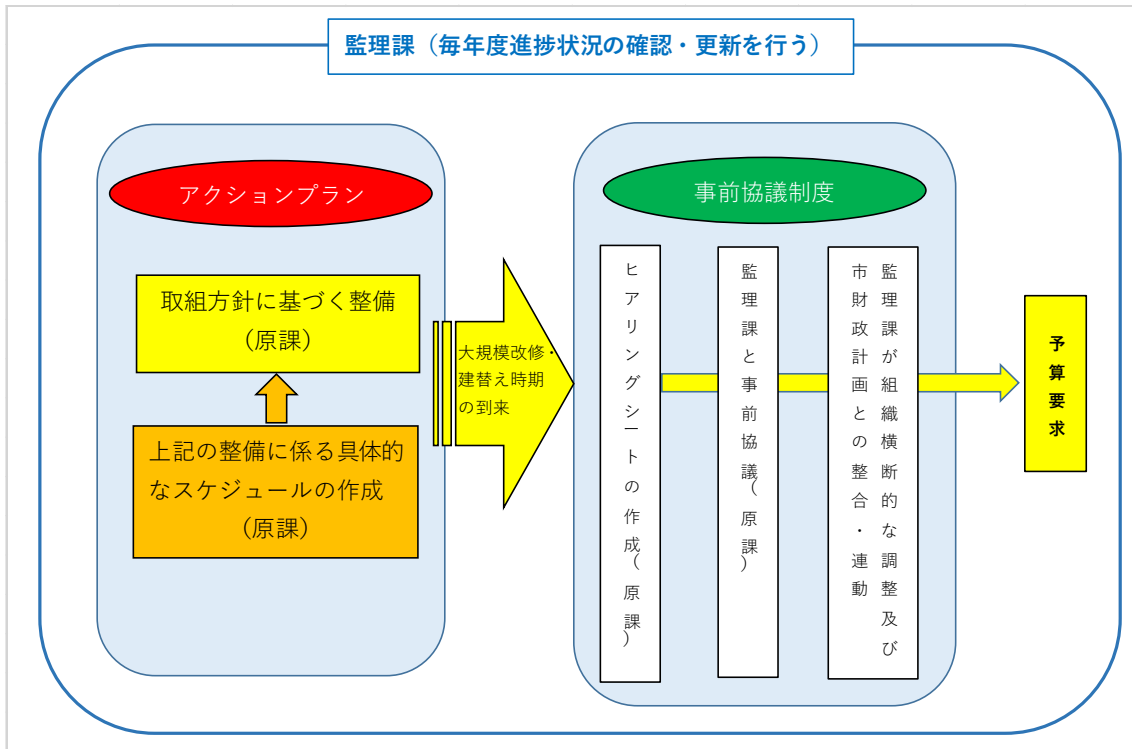 監理課（毎年度進捗状況の確認・更新を行う）
アクションプラン
取組方針に基づく整備
（原課）
上記の整備に係る具体的
なスケジュールの作成
（原課）
大規模改修・
建替え時期
の到来
事前協議制度
ヒアリングシートの作成（原課）
監理課と事前協議（原課）
監理課が組織横断的な調整及び
市財政計画との整合・連動
予算要求